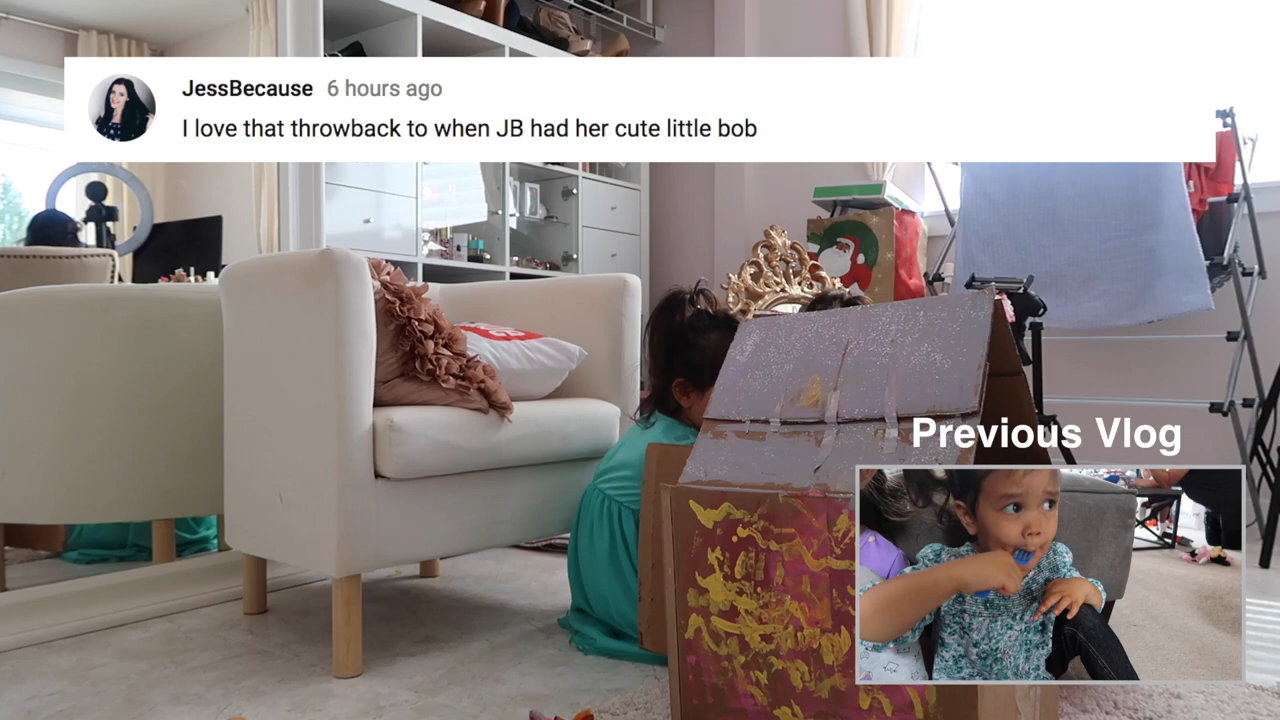 JessBecause 6 hours ago
I love that throwback to when JB had her cute little bob
Previous Vlog